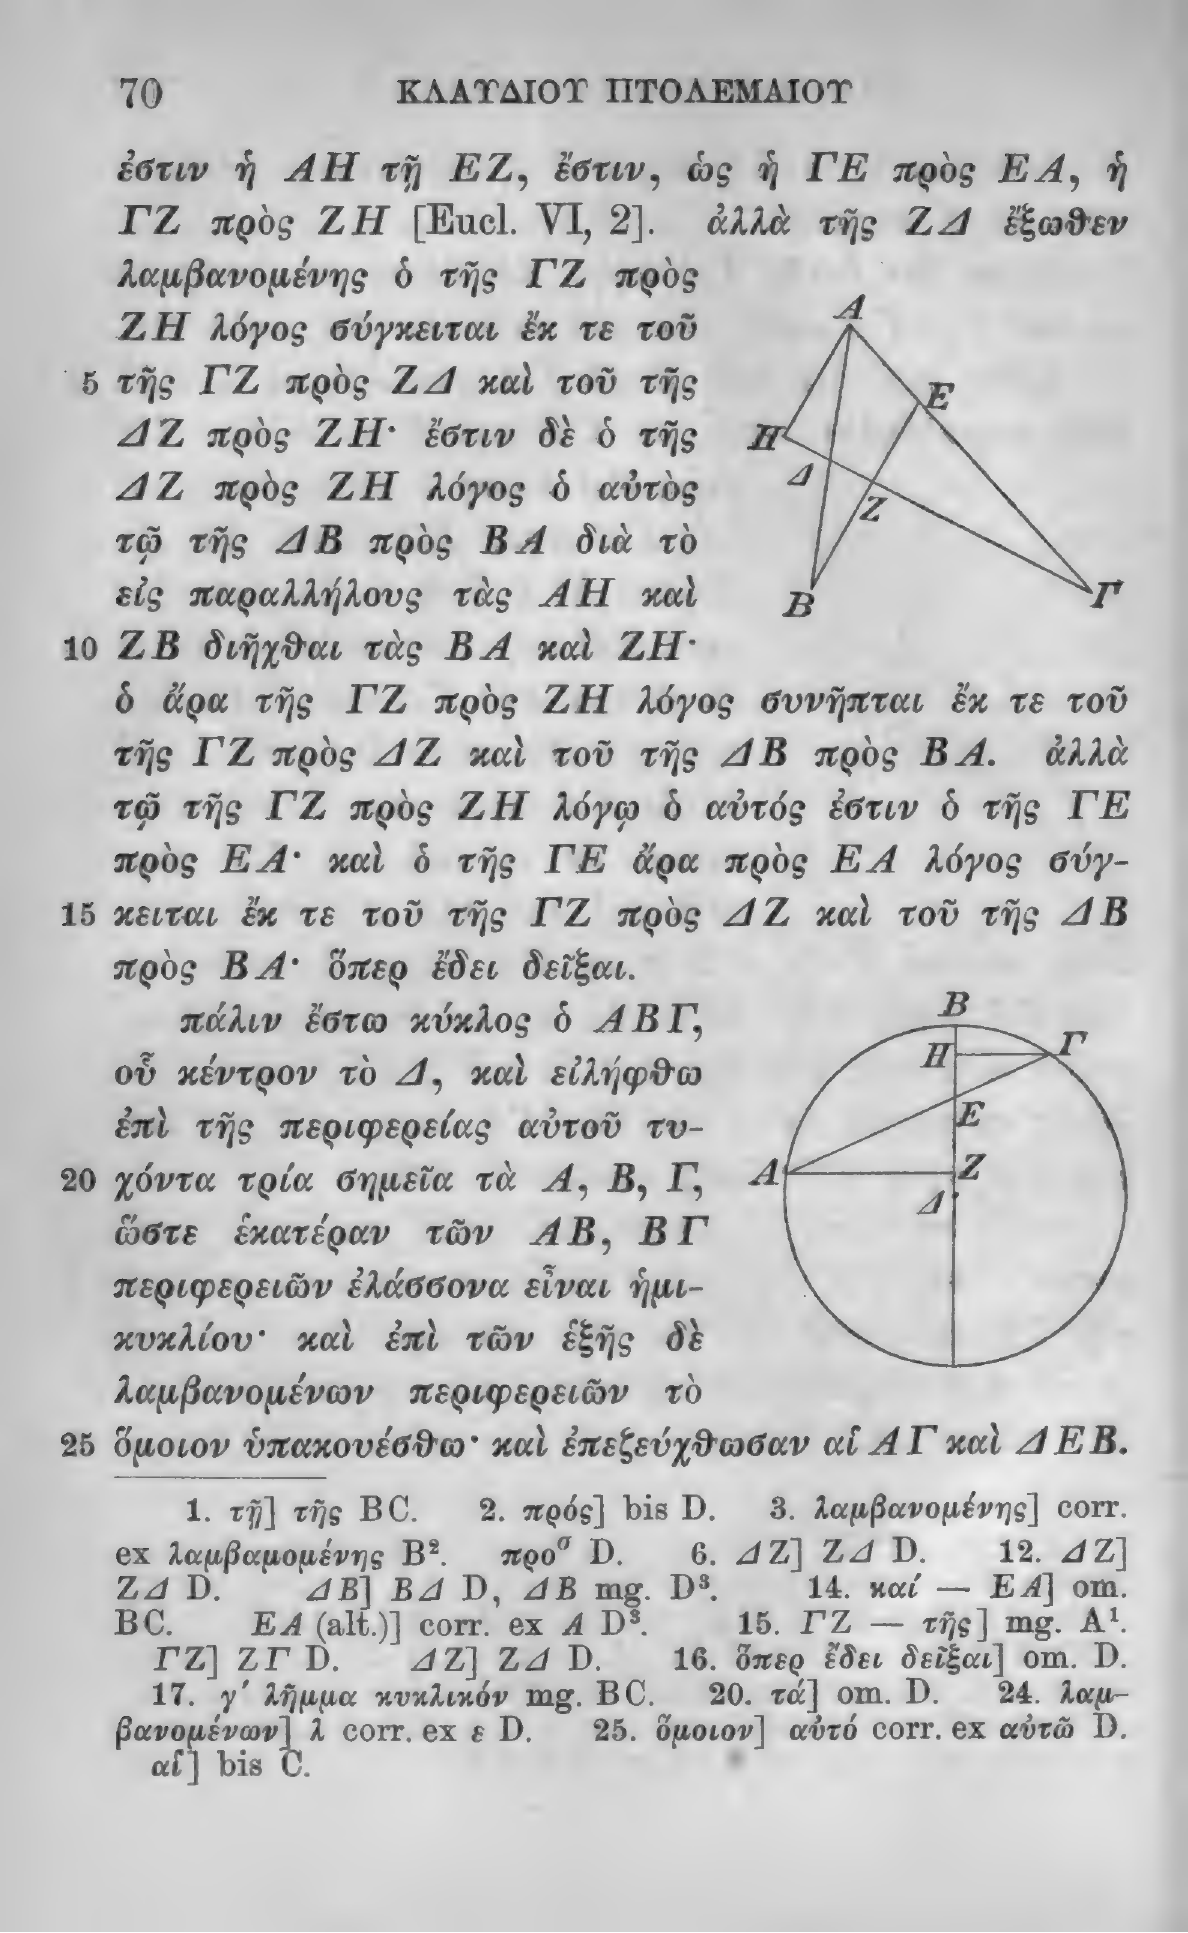 70 ΚΛΑΥΔΙΟΥ ΠΤΟΛΕΜΑΙΟΥ
ἐστιν ἡ ΑΗ τῇ ΕΖ, ἔστιν, ὡς ἡ ΓΕ πρὸς ΕΑ, ἡ
ΓΖ πρὸς ΖΗ [Eucl. VI, 2]. ἀλλὰ τῆς ΖΔ ἔξωθεν
λαμβανομένης ὁ τῆς ΓΖ πρὸς
ΖΗ λόγος σύγκειται ἔκ τε τοῦ
5 τῆς ΓΖ πρὸς ΖΔ καὶ τοῦ τῆς
ΔΖ πρὸς ΖΗ· ἔστιν δὲ ὁ τῆς
ΔΖ πρὸς ΖΗ λόγος ὁ αὐτὸς
τῷ τῆς ΔΒ πρὸς ΒΑ διὰ τὸ
εἰς παραλλήλους τὰς ΑΗ καὶ
10 ΖΒ διῆχθαι τὰς ΒΑ καὶ ΖΗ·
ὁ ἄρα τῆς ΓΖ πρὸς ΖΗ λόγος συνῆπται ἔκ τε τοῦ
τῆς ΓΖ πρὸς ΔΖ καὶ τοῦ τῆς ΔΒ πρὸς ΒΑ. ἀλλὰ
τῷ τῆς ΓΖ πρὸς ΖΗ λόγῳ ὁ αὐτός ἐστιν ὁ τῆς ΓΕ
πρὸς ΕΑ· καὶ ὁ τῆς ΓΕ ἄρα πρὸς ΕΑ λόγος σύγ-
15 κειται ἔκ τε τοῦ τῆς ΓΖ πρὸς ΔΖ καὶ τοῦ τῆς ΔΒ
πρὸς ΒΑ· ὅπερ ἔδει δεῖξαι.
Α
Ε
Η
Δ
Ζ
Β
Γ
πάλιν ἔστω κύκλος ὁ ΑΒΓ,
οὗ κέντρον τὸ Δ, καὶ εἰλήφθω
ἐπὶ τῆς περιφερείας αὐτοῦ τυ-
20 χόντα τρία σημεῖα τὰ Α, Β, Γ,
ὥστε ἑκατέραν τῶν ΑΒ, ΒΓ
περιφερειῶν ἐλάσσονα εἶναι ἡμι-
κυκλίου· καὶ ἐπὶ τῶν ἑξῆς δὲ
λαμβανομένων περιφερειῶν τὸ
25 ὅμοιον ὑπακουέσθω· καὶ ἐπεζεύχθωσαν αἱ ΑΓ καὶ ΔΕΒ.
Β
Η
Γ
Ε
Α
Ζ
Δ
1. τῇ] τῆς BC. 2. πρός] bis D. 3. λαμβανομένης] corr.
ex λαμβαμομένης B². προ^σ D. 6. ΔΖ] ΖΔ D. 12. ΔΖ]
ΖΔ D. ΔΒ] ΒΔ D, ΔΒ mg. D³. 14. καί — ΕΑ] om.
BC. ΕΑ (alt.)] corr. ex Α D³. 15. ΓΖ — τῆς] mg. A¹.
ΓΖ] ΖΓ D. ΔΖ] ΖΔ D. 16. ὅπερ ἔδει δεῖξαι] om. D.
17. γ′ λῆμμα κυκλικόν mg. BC. 20. τά] om. D. 24. λαμ-
βανομένων] λ corr. ex ε D. 25. ὅμοιον] αὐτό corr. ex αὐτῶ D.
αἱ] bis C.